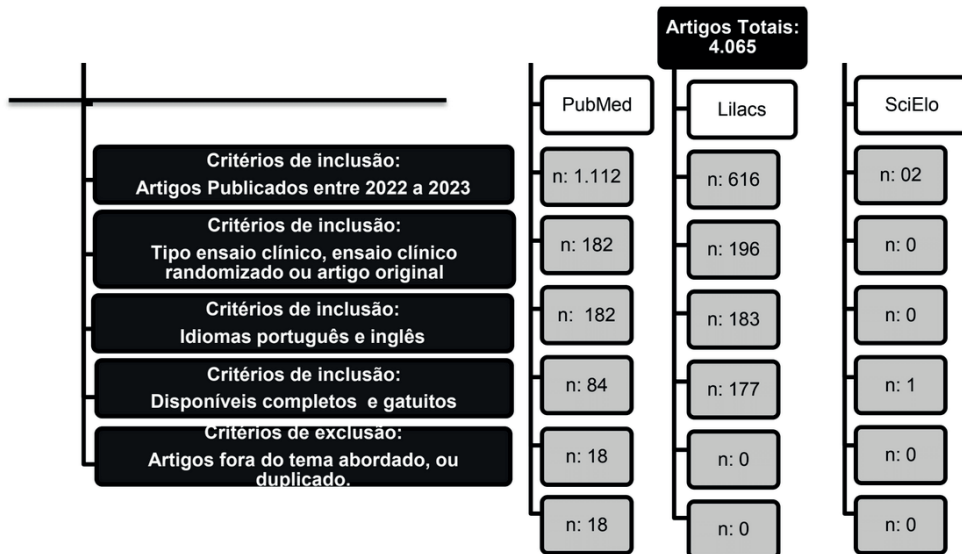 Artigos Totais:
4.065
PubMed
Lilacs
SciElo
Critérios de inclusão:
Artigos Publicados entre 2022 a 2023
n: 1.112
n: 616
n: 02
Critérios de inclusão:
Tipo ensaio clínico, ensaio clínico
randomizado ou artigo original
n: 182
n: 196
n: 0
Critérios de inclusão:
Idiomas português e inglês
n: 182
n: 183
n: 0
Critérios de inclusão:
Disponíveis completos e gatuitos
n: 84
n: 177
n: 1
Critérios de exclusão:
Artigos fora do tema abordado, ou
duplicado.
n: 18
n: 0
n: 0
n: 18
n: 0
n: 0